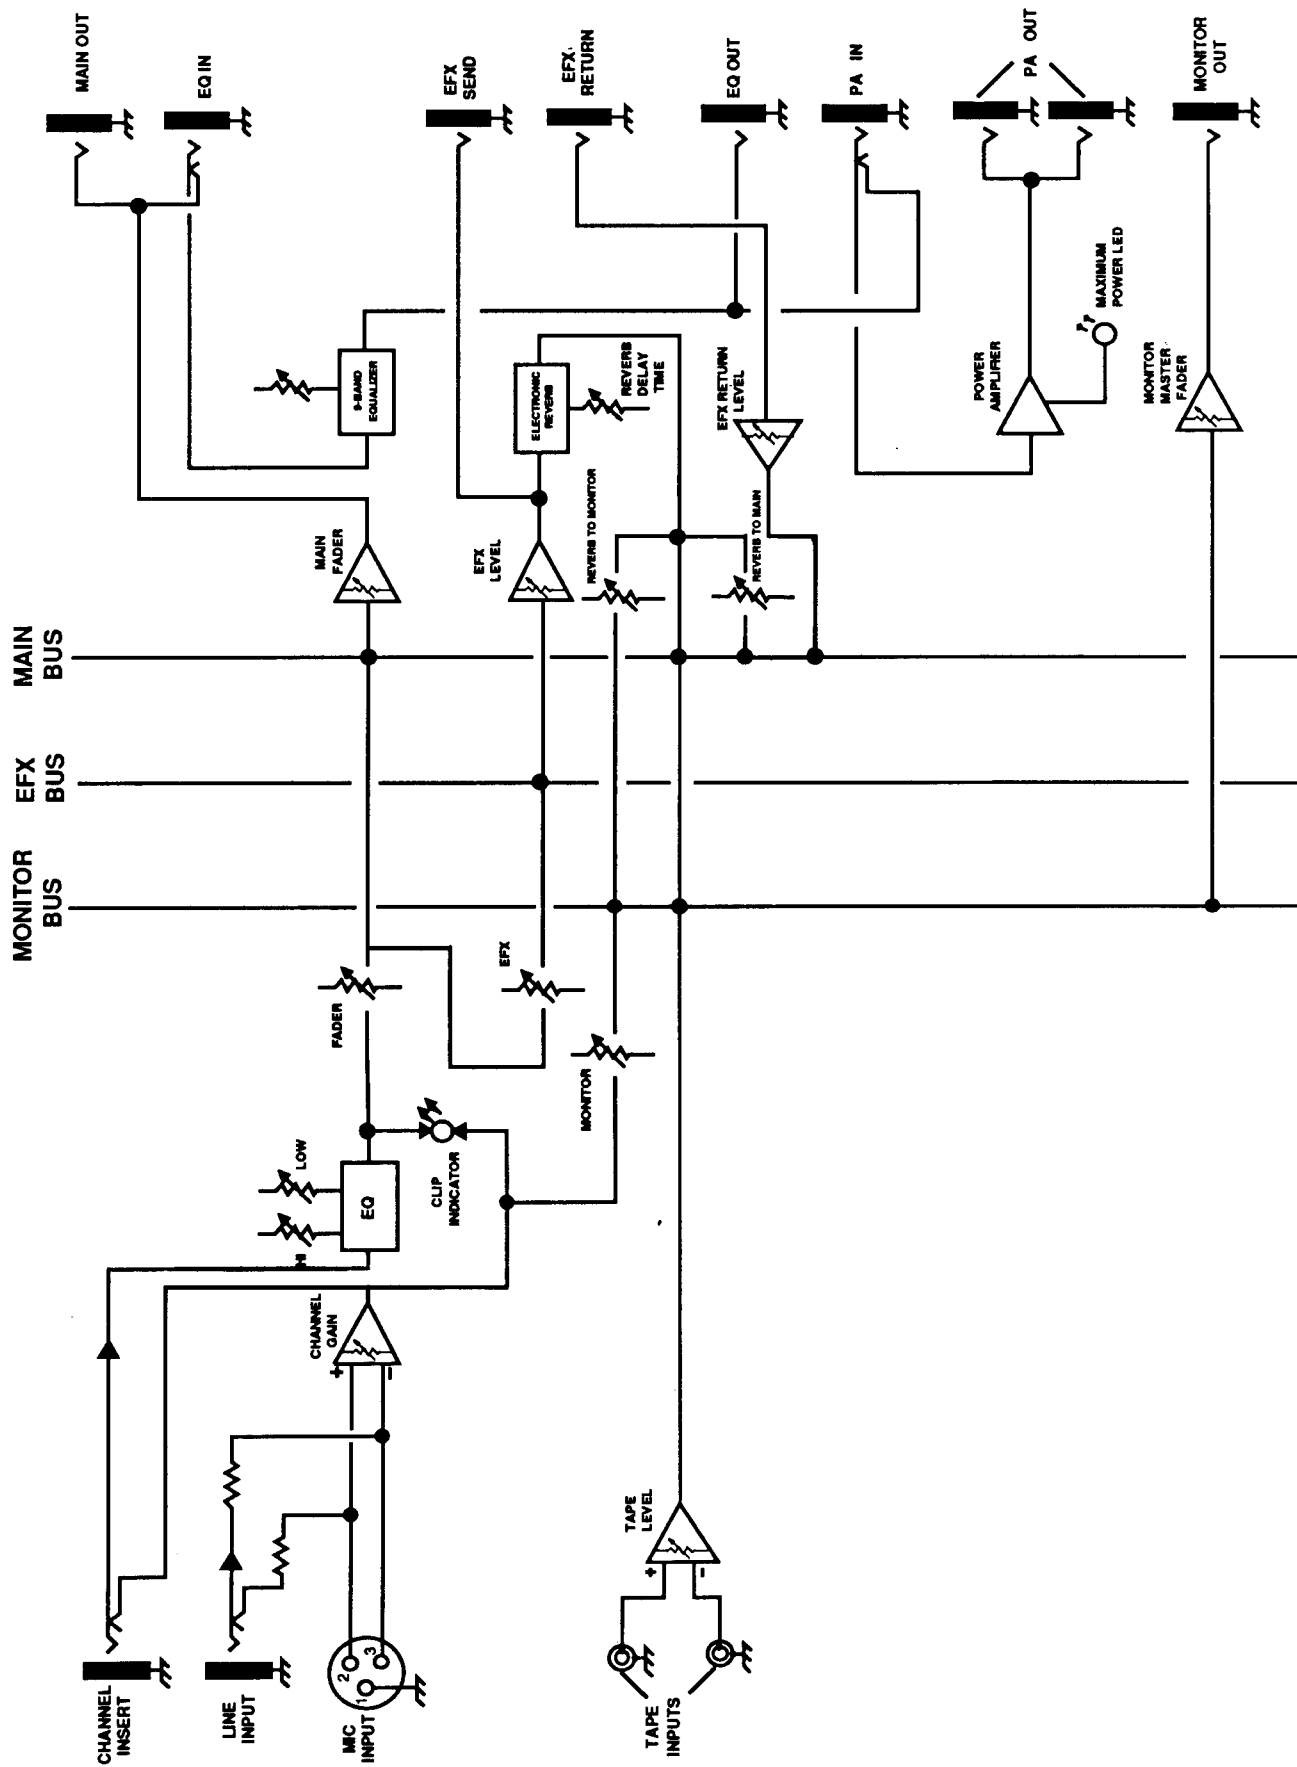 MAIN
BUS
EFX
BUS
MONITOR
BUS
CHANNEL
INSERT
LINE
INPUT
MIC
INPUT
1
2
3
TAPE
INPUTS
+
−
CHANNEL
GAIN
+
−
TAPE
LEVEL
HI
LOW
EQ
CLIP
INDICATOR
FADER
EFX
MONITOR
MAIN
FADER
EFX
LEVEL
REVERB TO MONITOR
REVERB TO MAIN
9-BAND
EQUALIZER
ELECTRONIC
REVERB
REVERB
DELAY
TIME
EFX RETURN
LEVEL
POWER
AMPLIFIER
MAXIMUM
POWER LED
MONITOR
MASTER
FADER
MAIN OUT
EQ IN
EFX
SEND
EFX
RETURN
EQ OUT
PA IN
PA OUT
MONITOR
OUT